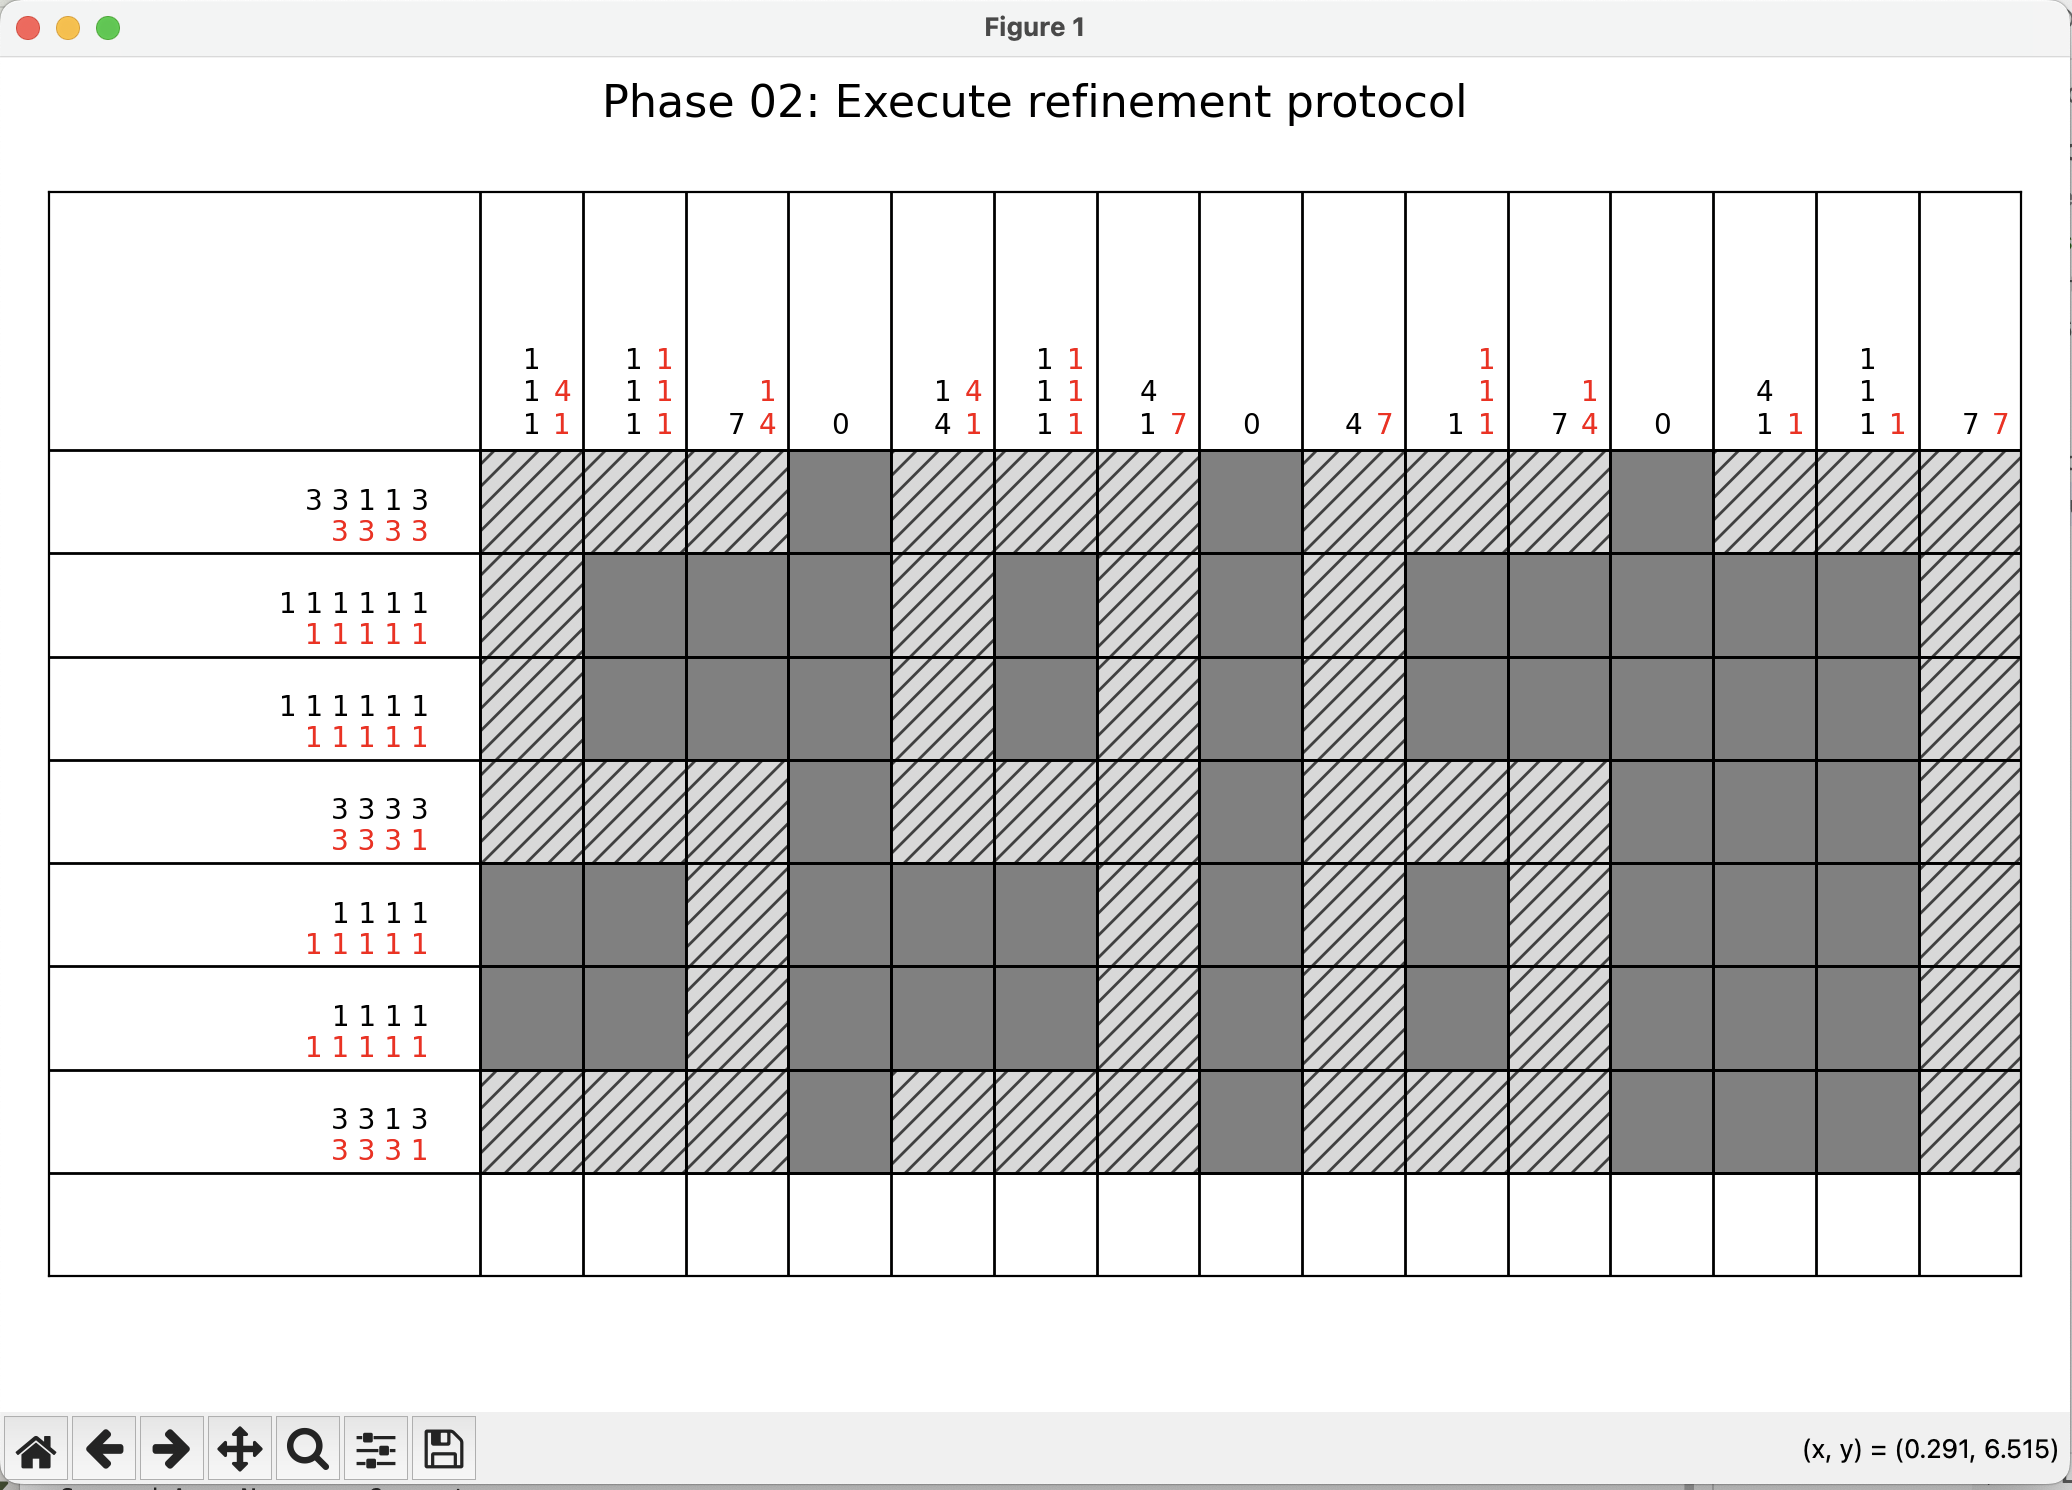 Figure 1
Phase 02: Execute refinement protocol
1 1 1 1 1 1 1
1 4 1 1 1 1 4 1 1 4 1 1 4 1
1 1 1 1 7 4 0 4 1 1 1 1 7 0 4 7 1 1 7 4 0 1 1 1 1 7 7
3 3 1 1 3
3 3 3 3
1 1 1 1 1 1
1 1 1 1 1
1 1 1 1 1 1
1 1 1 1 1
3 3 3 3
3 3 3 1
1 1 1 1
1 1 1 1 1
1 1 1 1
1 1 1 1 1
3 3 1 3
3 3 3 1
(x, y) = (0.291, 6.515)